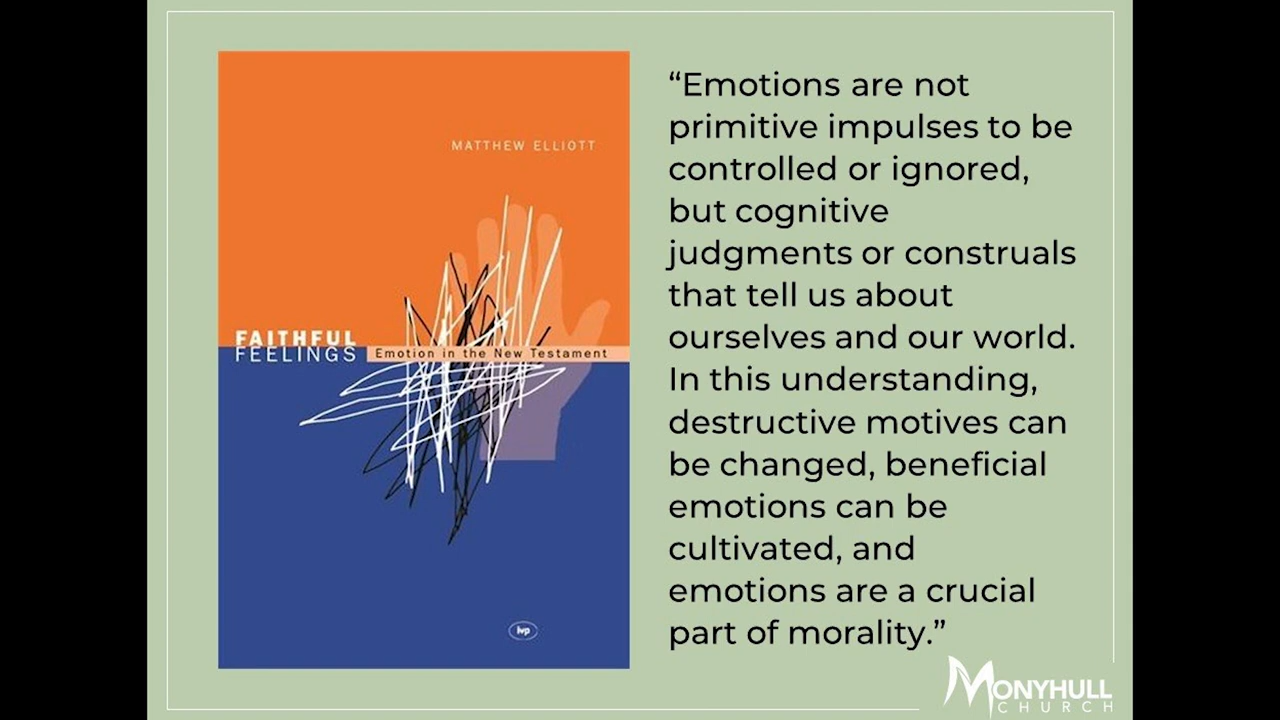 MATTHEW ELLIOTT
FAITHFUL
FEELINGS
Emotion in the New Testament
ivp
“Emotions are not
primitive impulses to be
controlled or ignored,
but cognitive
judgments or construals
that tell us about
ourselves and our world.
In this understanding,
destructive motives can
be changed, beneficial
emotions can be
cultivated, and
emotions are a crucial
part of morality.”
MONYHULL
CHURCH